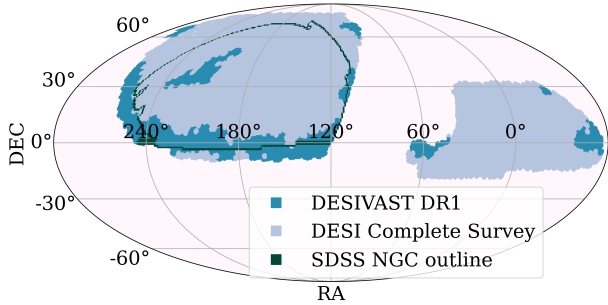 60°
30°
240° 180° 120° 60° 0°
0°
DEC
-30°
-60°
DESIVAST DR1
DESI Complete Survey
SDSS NGC outline
RA